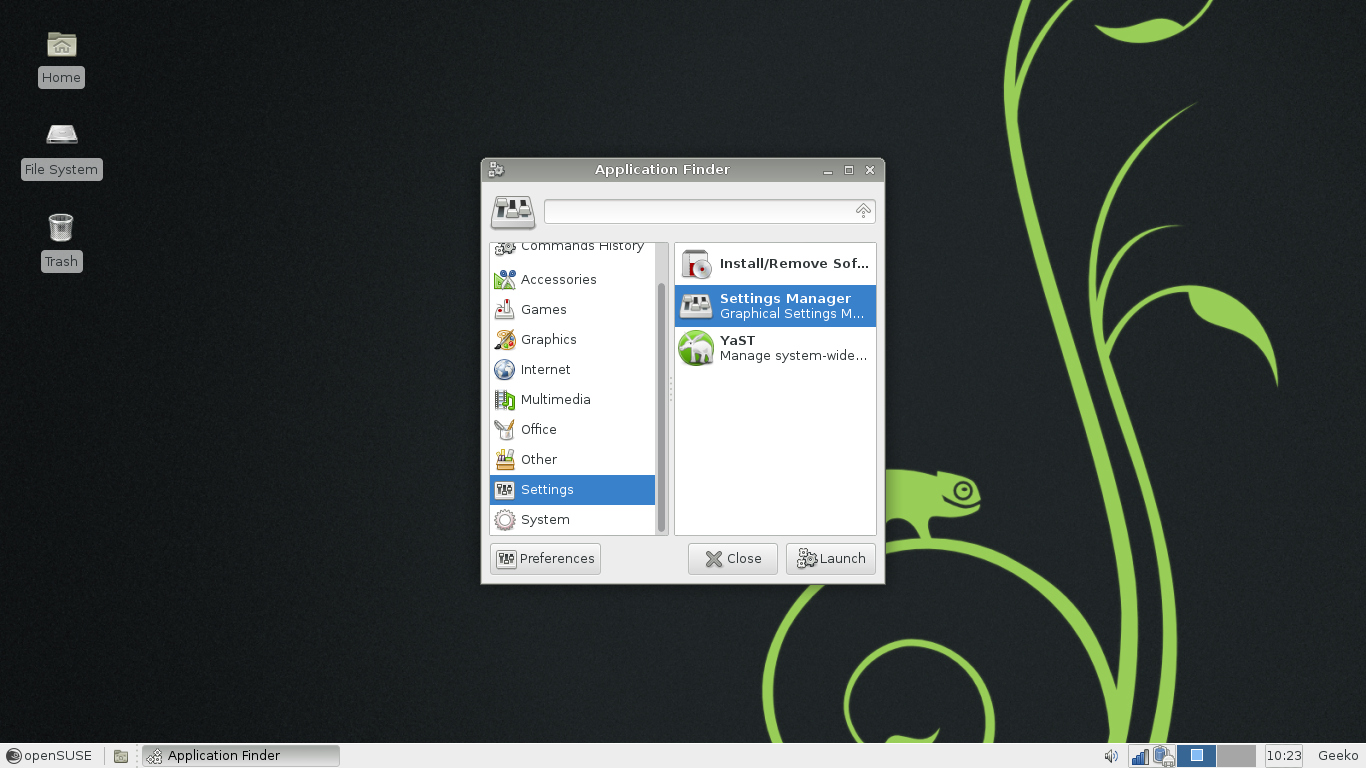 Home
File System
Trash
Application Finder
Commands History
Accessories
Games
Graphics
Internet
Multimedia
Office
Other
Settings
System
Install/Remove Sof...
Settings Manager
Graphical Settings M...
YaST
Manage system-wide...
Preferences
Close
Launch
openSUSE
Application Finder
10:23
Geeko